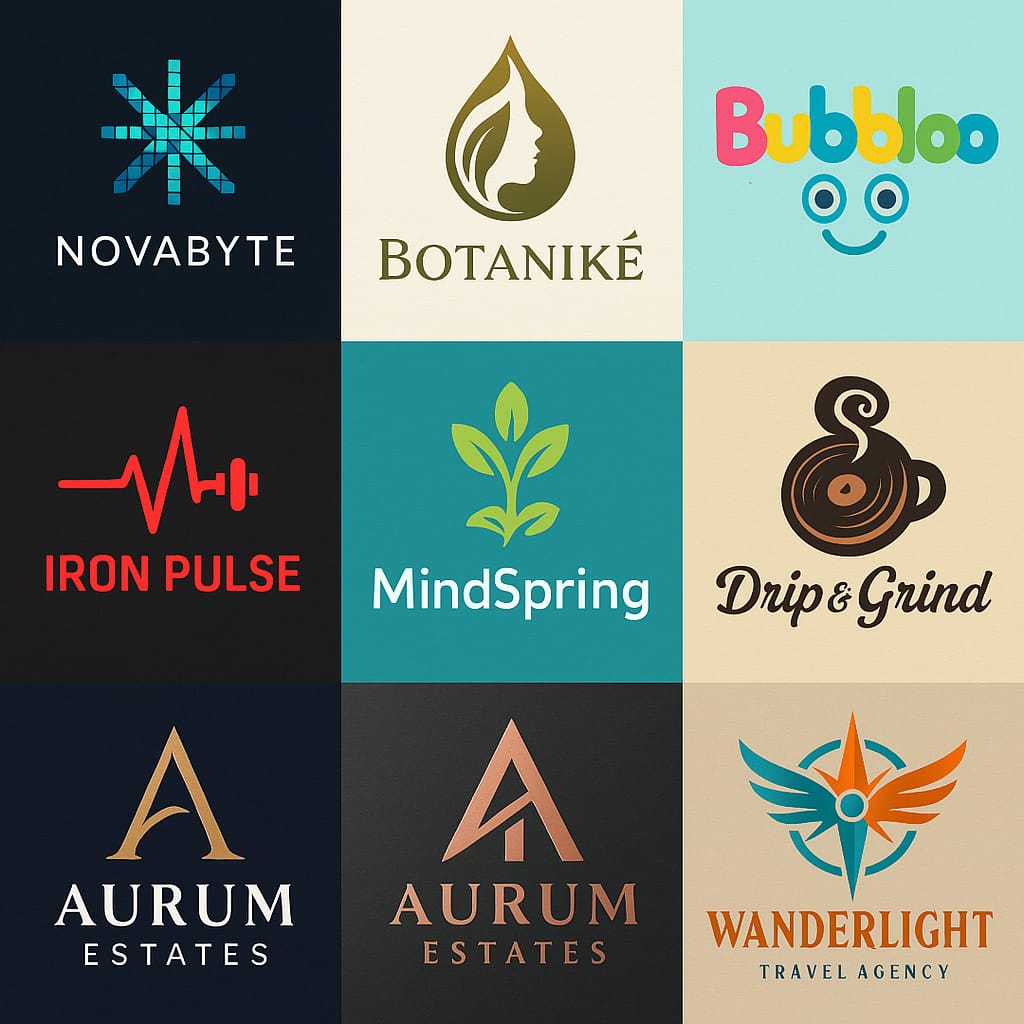 NOVABYTE
BOTANIKÉ
Bubbloo
IRON PULSE
MindSpring
Drip & Grind
AURUM
ESTATES
AURUM
ESTATES
WANDERLIGHT
TRAVEL AGENCY